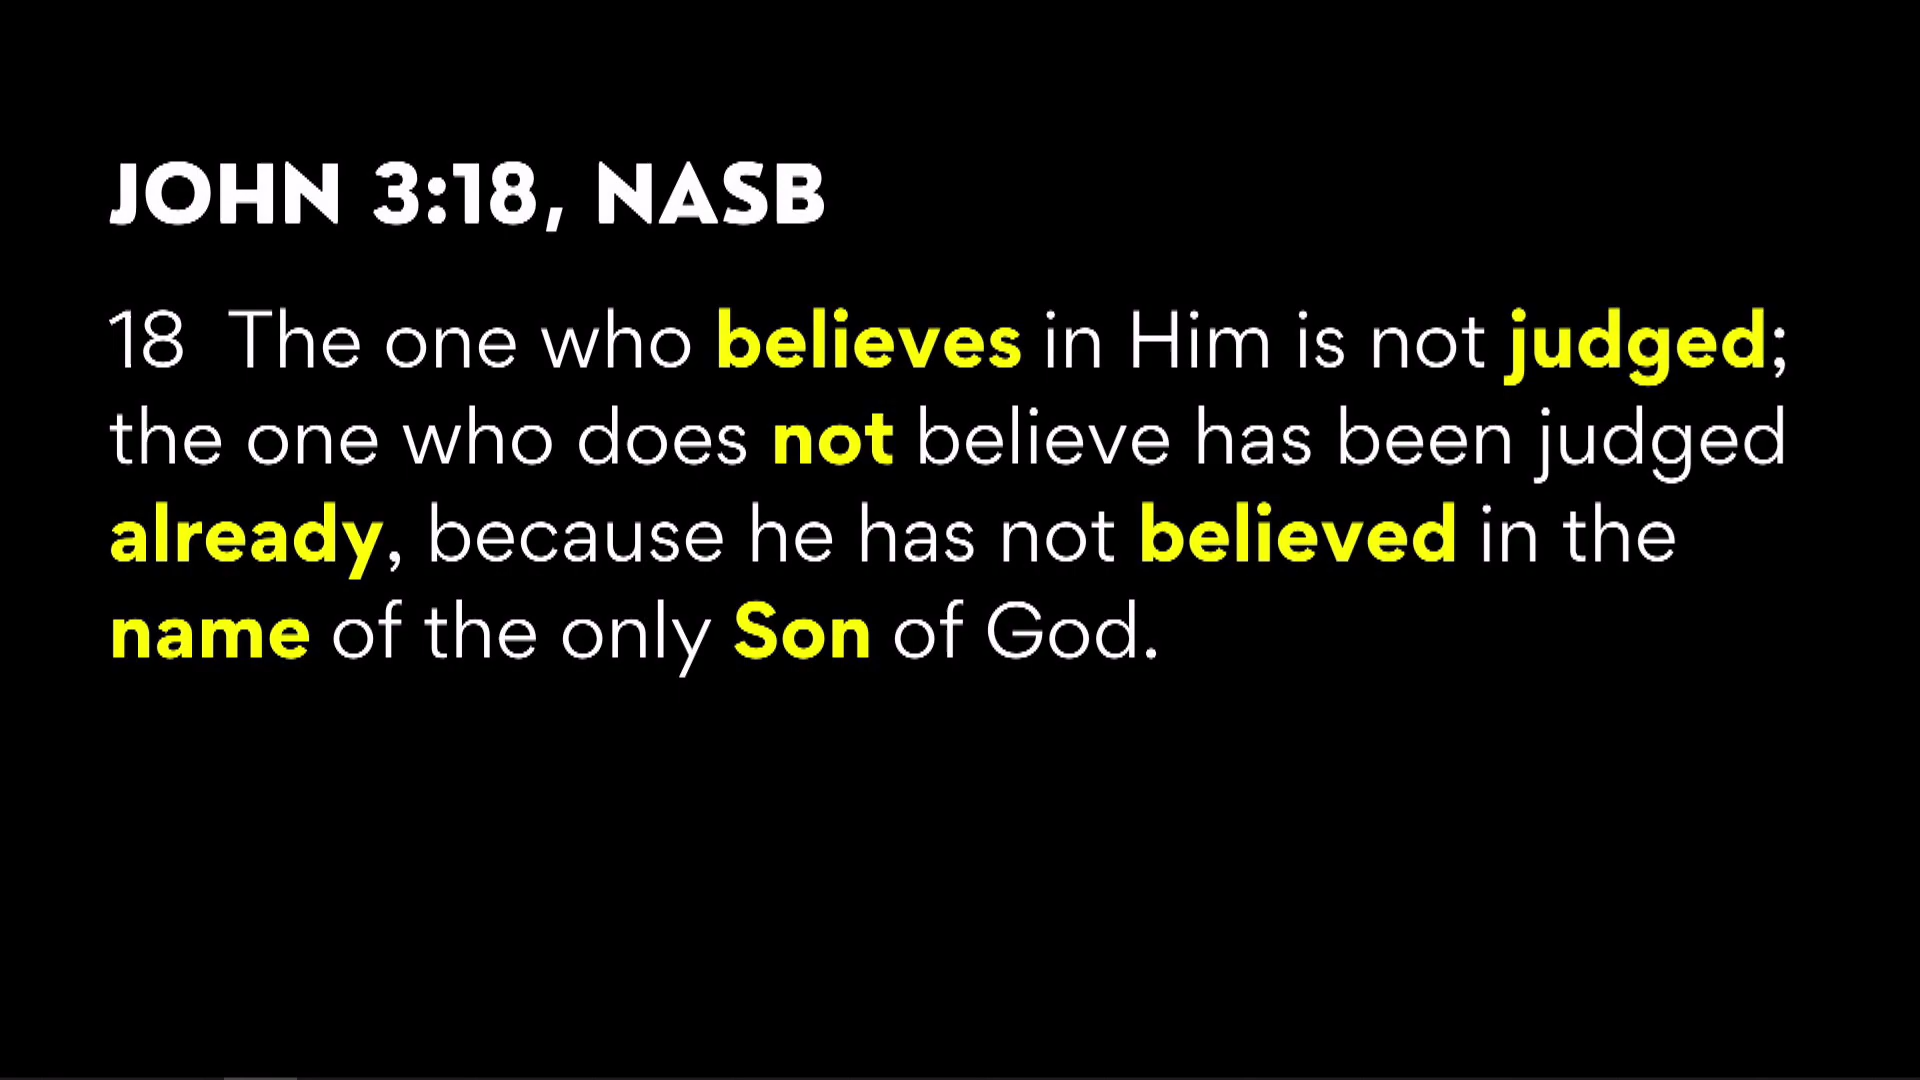 JOHN 3:18, NASB
18 The one who believes in Him is not judged;
the one who does not believe has been judged
already, because he has not believed in the
name of the only Son of God.